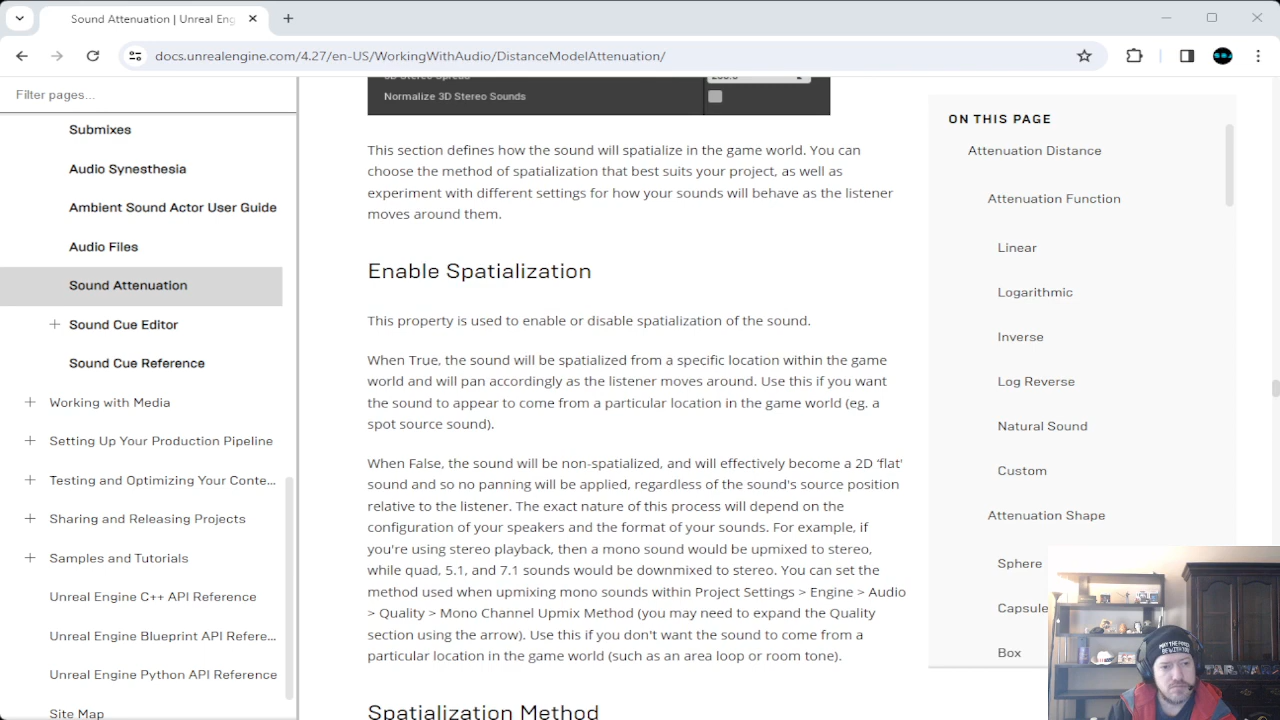 Sound Attenuation | Unreal Eng
docs.unrealengine.com/4.27/en-US/WorkingWithAudio/DistanceModelAttenuation/
Filter pages...
Submixes
Audio Synesthesia
Ambient Sound Actor User Guide
Audio Files
Sound Attenuation
Sound Cue Editor
Sound Cue Reference
Working with Media
Setting Up Your Production Pipeline
Testing and Optimizing Your Conte...
Sharing and Releasing Projects
Samples and Tutorials
Unreal Engine C++ API Reference
Unreal Engine Blueprint API Refere...
Unreal Engine Python API Reference
Site Map
3D Stereo Spread
Normalize 3D Stereo Sounds
This section defines how the sound will spatialize in the game world. You can
choose the method of spatialization that best suits your project, as well as
experiment with different settings for how your sounds will behave as the listener
moves around them.
Enable Spatialization
This property is used to enable or disable spatialization of the sound.
When True, the sound will be spatialized from a specific location within the game
world and will pan accordingly as the listener moves around. Use this if you want
the sound to appear to come from a particular location in the game world (eg. a
spot source sound).
When False, the sound will be non-spatialized, and will effectively become a 2D ‘flat’
sound and so no panning will be applied, regardless of the sound's source position
relative to the listener. The exact nature of this process will depend on the
configuration of your speakers and the format of your sounds. For example, if
you're using stereo playback, then a mono sound would be upmixed to stereo,
while quad, 5.1, and 7.1 sounds would be downmixed to stereo. You can set the
method used when upmixing mono sounds within Project Settings > Engine > Audio
> Quality > Mono Channel Upmix Method (you may need to expand the Quality
section using the arrow). Use this if you don't want the sound to come from a
particular location in the game world (such as an area loop or room tone).
Spatialization Method
ON THIS PAGE
Attenuation Distance
Attenuation Function
Linear
Logarithmic
Inverse
Log Reverse
Natural Sound
Custom
Attenuation Shape
Sphere
Capsule
Box